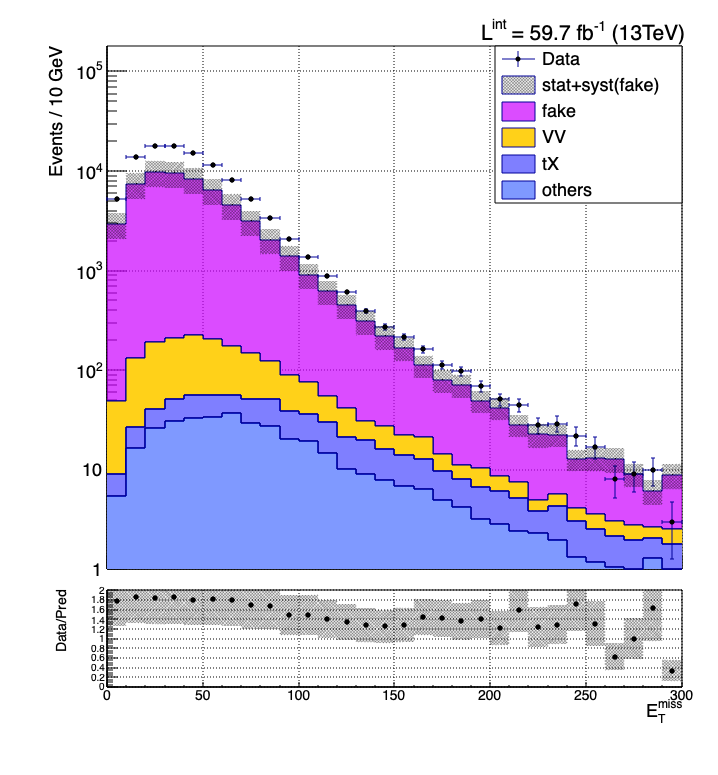 L^int = 59.7 fb^-1 (13TeV)
Events / 10 GeV
10^5
10^4
10^3
10^2
10
1
Data
stat+syst(fake)
fake
VV
tX
others
Data/Pred
2
1.8
1.6
1.4
1.2
1
0.8
0.6
0.4
0.2
0
0 50 100 150 200 250 300
E_T^miss